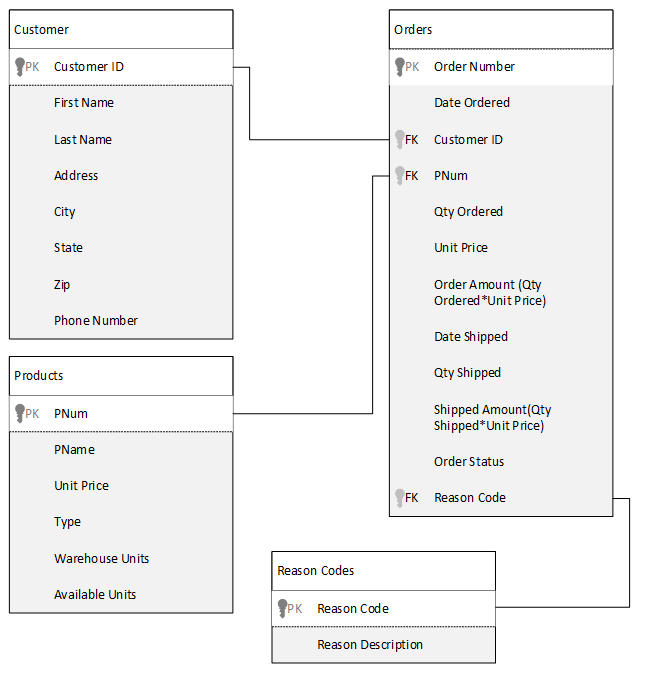 Customer
PK Customer ID
First Name
Last Name
Address
City
State
Zip
Phone Number
Products
PK PNum
PName
Unit Price
Type
Warehouse Units
Available Units
Orders
PK Order Number
Date Ordered
FK Customer ID
FK PNum
Qty Ordered
Unit Price
Order Amount (Qty
Ordered*Unit Price)
Date Shipped
Qty Shipped
Shipped Amount(Qty
Shipped*Unit Price)
Order Status
FK Reason Code
Reason Codes
PK Reason Code
Reason Description